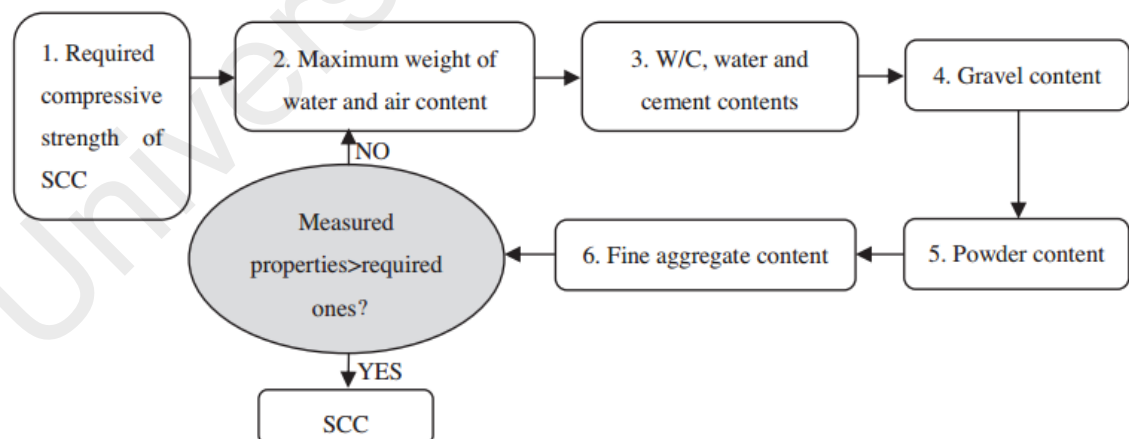 1. Required
compressive
strength of
SCC
2. Maximum weight of
water and air content
3. W/C, water and
cement contents
4. Gravel content
5. Powder content
6. Fine aggregate content
NO
Measured
properties>required
ones?
YES
SCC
Univers